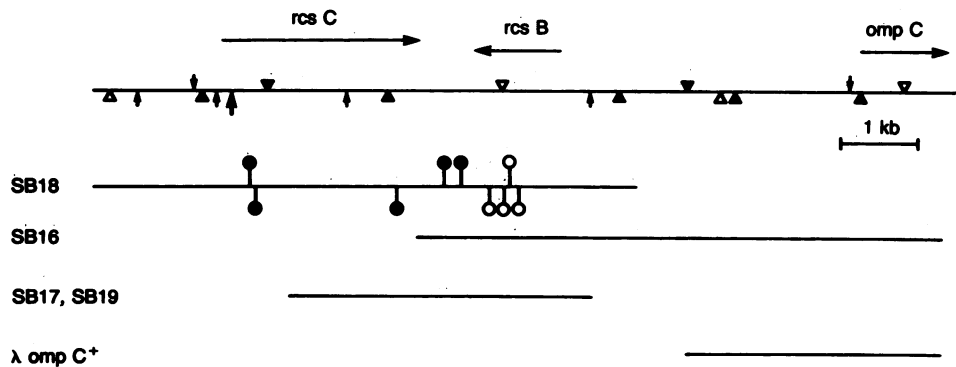 rcs C
rcs B
omp C
1 kb
SB18
SB16
SB17, SB19
λ omp C+